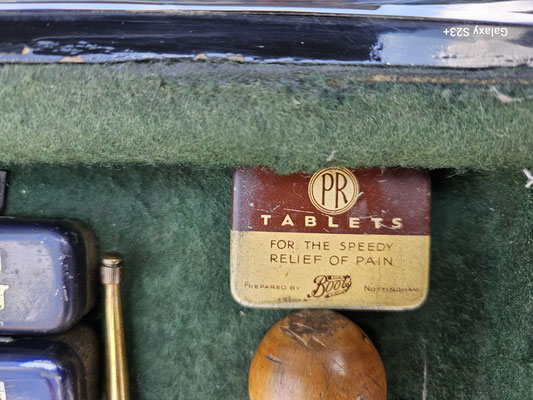 Galaxy S23+
PR
TABLETS
FOR THE SPEEDY
RELIEF OF PAIN
PREPARED BY Boots NOTTINGHAM